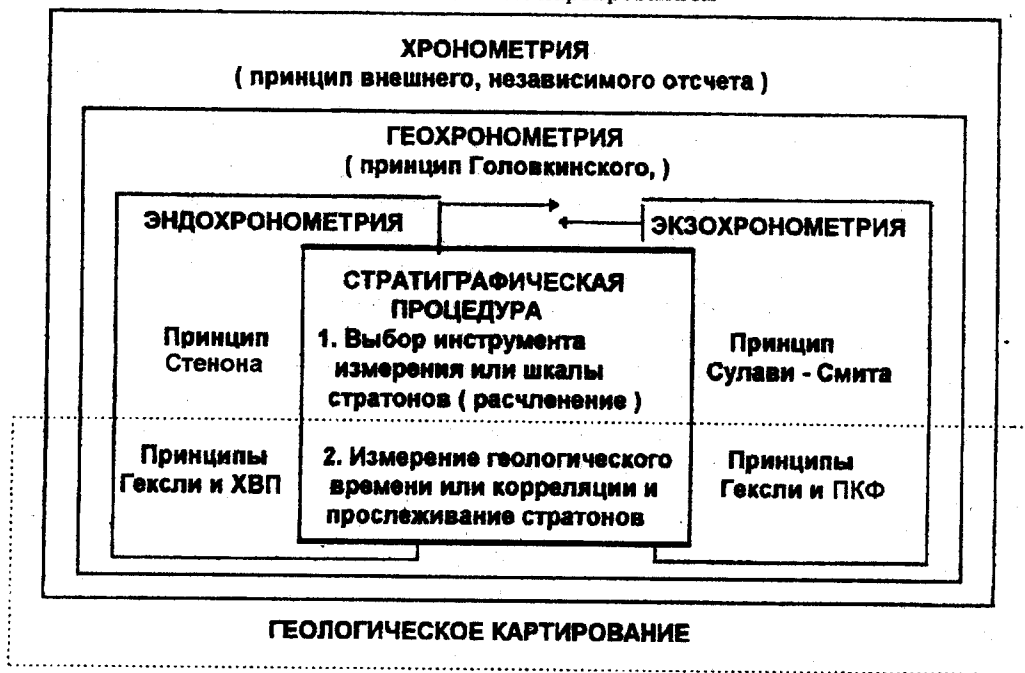 ХРОНОМЕТРИЯ
( принцип внешнего, независимого отсчета )
ГЕОХРОНОМЕТРИЯ
( принцип Головкинского, )
ЭНДОХРОНОМЕТРИЯ
ЭКЗОХРОНОМЕТРИЯ
СТРАТИГРАФИЧЕСКАЯ
ПРОЦЕДУРА
1. Выбор инструмента
измерения или шкалы
стратонов ( расчленение )
Принцип
Стенона
Принцип
Сулави - Смита
Принципы
Гексли и ХВП
2. Измерение геологического
времени или корреляции и
прослеживание стратонов
Принципы
Гексли и ПКФ
ГЕОЛОГИЧЕСКОЕ КАРТИРОВАНИЕ